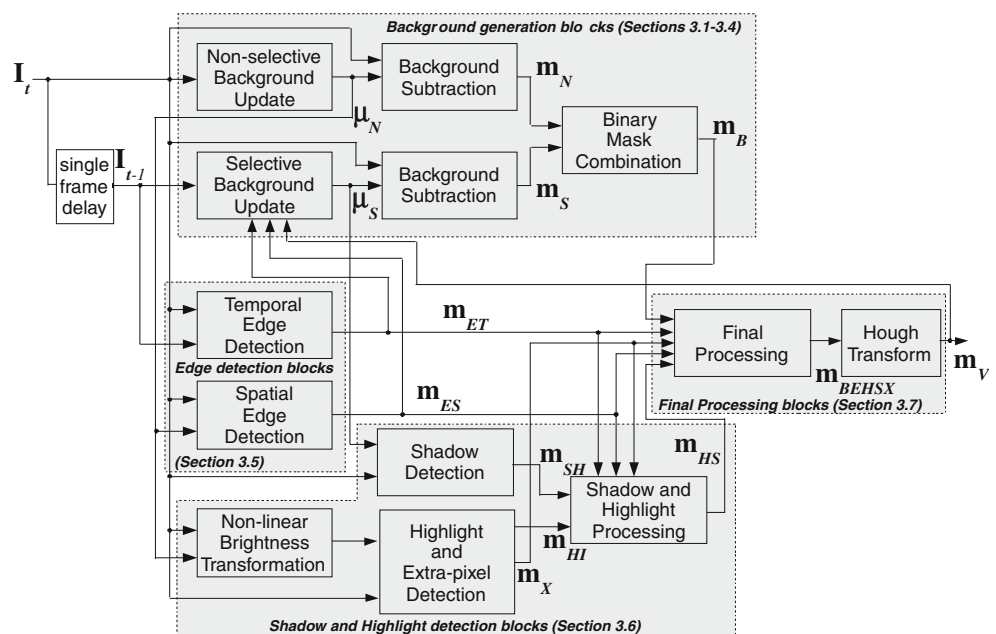 Background generation blo cks (Sections 3.1-3.4)
I_t
Non-selective
Background
Update
Background
Subtraction
m_N
μ_N
Binary
Mask
Combination
m_B
single
frame
delay
I_{t-1}
Selective
Background
Update
μ_S
Background
Subtraction
m_S
Temporal
Edge
Detection
Edge detection blocks
m_ET
Spatial
Edge
Detection
(Section 3.5)
m_ES
Final
Processing
Hough
Transform
m_BEHSX
m_V
Final Processing blocks (Section 3.7)
Shadow
Detection
m_SH
Shadow and
Highlight
Processing
m_HS
Non-linear
Brightness
Transformation
Highlight
and
Extra-pixel
Detection
m_HI
m_X
Shadow and Highlight detection blocks (Section 3.6)